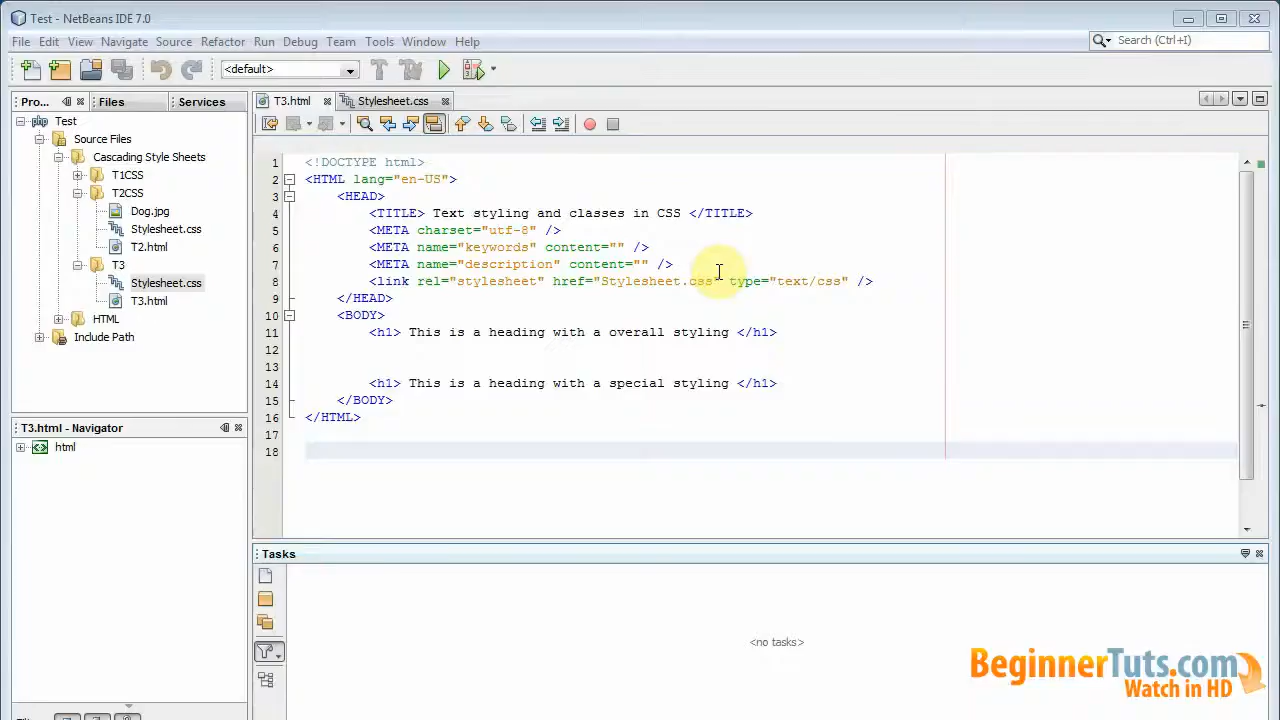 Test - NetBeans IDE 7.0
File Edit View Navigate Source Refactor Run Debug Team Tools Window Help
Search (Ctrl+I)
<default>
Pro... Files Services
T3.html Stylesheet.css
Test
Source Files
Cascading Style Sheets
T1CSS
T2CSS
Dog.jpg
Stylesheet.css
T2.html
T3
Stylesheet.css
T3.html
HTML
Include Path
1 <!DOCTYPE html>
2 <HTML lang="en-US">
3 <HEAD>
4 <TITLE> Text styling and classes in CSS </TITLE>
5 <META charset="utf-8" />
6 <META name="keywords" content="" />
7 <META name="description" content="" />
8 <link rel="stylesheet" href="Stylesheet.css" type="text/css" />
9 </HEAD>
10 <BODY>
11 <h1> This is a heading with a overall styling </h1>
12
13
14 <h1> This is a heading with a special styling </h1>
15 </BODY>
16 </HTML>
17
18
T3.html - Navigator
html
Tasks
<no tasks>
BeginnerTuts.com
Watch in HD